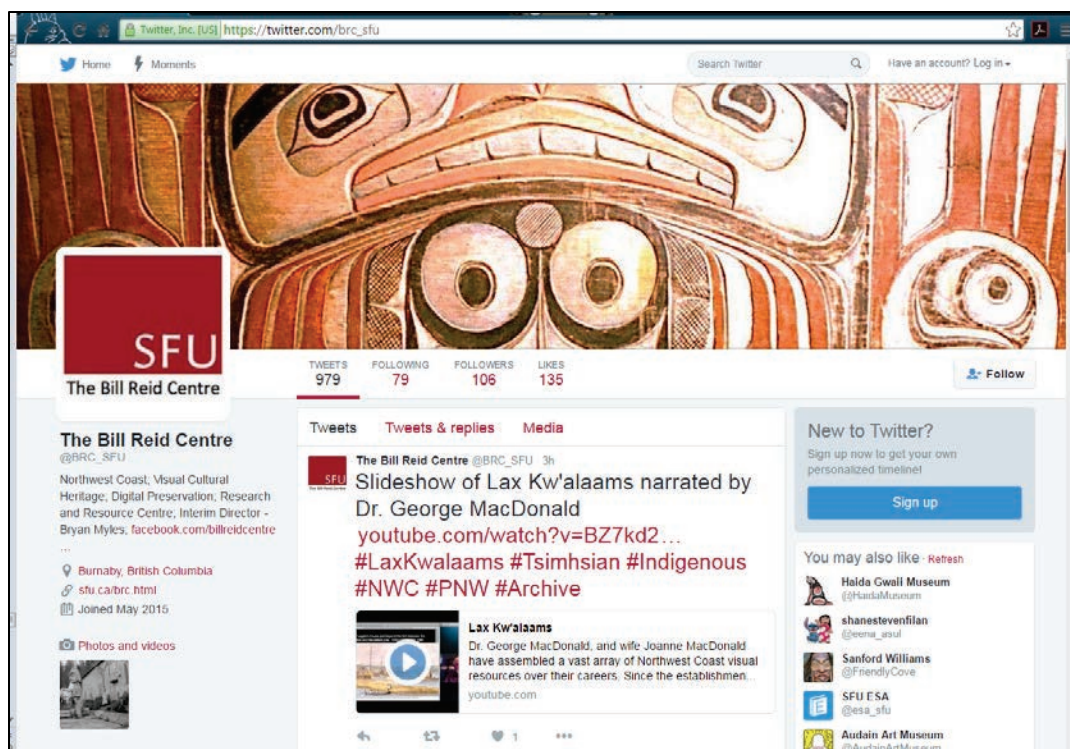 Twitter, Inc. [US] https://twitter.com/brc_sfu
Home Moments Search Twitter Have an account? Log in
SFU
The Bill Reid Centre
TWEETS FOLLOWING FOLLOWERS LIKES
979 79 106 135
Follow
The Bill Reid Centre
@BRC_SFU
Northwest Coast; Visual Cultural
Heritage; Digital Preservation; Research
and Resource Centre; Interim Director -
Bryan Myles; facebook.com/billreidcentre
...
Burnaby, British Columbia
sfu.ca/brc.html
Joined May 2015
Photos and videos
Tweets Tweets & replies Media
SFU
The Bill Reid Centre @BRC_SFU 3h
Slideshow of Lax Kw'alaams narrated by
Dr. George MacDonald
youtube.com/watch?v=BZ7kd2...
#LaxKwalaams #Tsimhsian #Indigenous
#NWC #PNW #Archive
Lax Kw'alaams
Dr. George MacDonald, and wife Joanne MacDonald
have assembled a vast array of Northwest Coast visual
resources over their careers. Since the establishmen...
youtube.com
1
New to Twitter?
Sign up now to get your own
personalized timeline!
Sign up
You may also like · Refresh
Haida Gwaii Museum
@HaidaMuseum
shanestevenfilan
@eena_asul
Sanford Williams
@FriendlyCove
SFU ESA
@esa_sfu
Audain Art Museum
@AudainArtMuseum